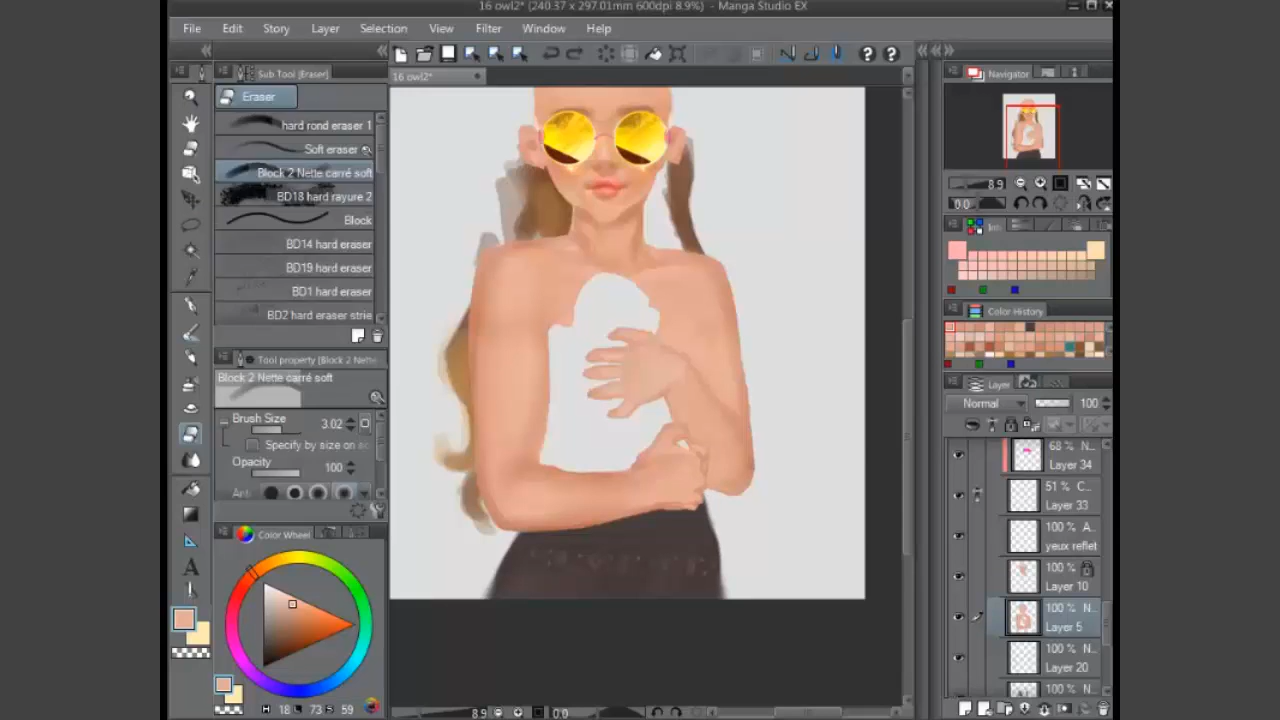 16 owl2* (240.37 x 297.01mm 600dpi 8.9%) - Manga Studio EX
File Edit Story Layer Selection View Filter Window Help
Sub Tool [Eraser]
16 owl2*
Navigator
Eraser
hard rond eraser 1
Soft eraser
Block 2 Nette carré soft
BD18 hard rayure 2
Block
BD14 hard eraser
BD19 hard eraser
BD1 hard eraser
BD2 hard eraser strie
8.9
0.0
Color History
Tool property [Block 2 Nette
Block 2 Nette carré soft
Brush Size 3.02
Specify by size on sc
Opacity 100
Layer
Normal 100
68 % N..
Layer 34
51 % C..
Layer 33
100 % A..
yeux reflet
100 %
Layer 10
100 % N..
Layer 5
100 % N..
Layer 20
100 % N..
Color Wheel
H 18 L 73 S 59
8.9 0.0